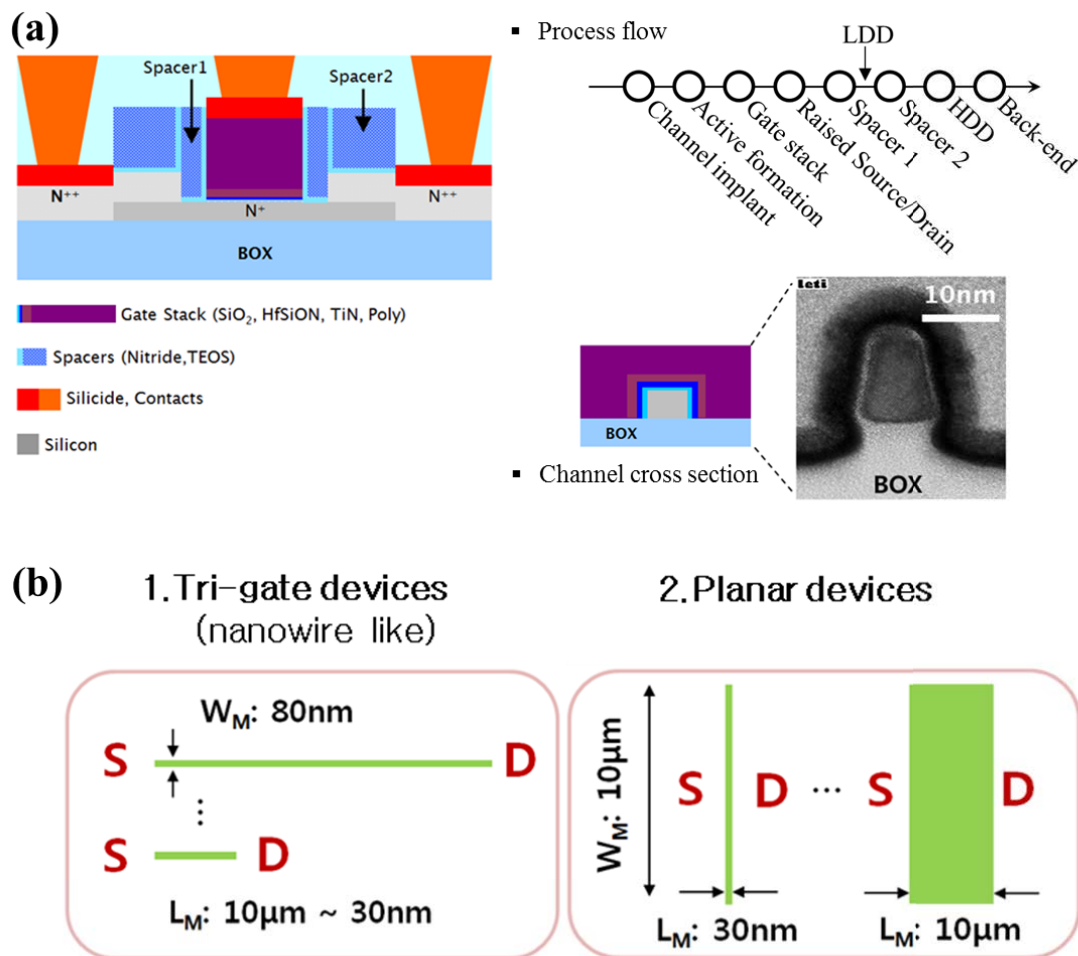 (a)
Spacer1
Spacer2
N++
N+
N++
BOX
Gate Stack (SiO2, HfSiON, TiN, Poly)
Spacers (Nitride,TEOS)
Silicide, Contacts
Silicon
▪ Process flow
LDD
Channel implant
Active formation
Gate stack
Raised Source/Drain
Spacer 1
Spacer 2
HDD
Back-end
leti
10nm
BOX
BOX
▪ Channel cross section
(b)
1.Tri-gate devices
(nanowire like)
WM: 80nm
S D
⋮
S D
LM: 10μm ~ 30nm
2.Planar devices
WM: 10μm
S D ... S D
LM: 30nm LM: 10μm